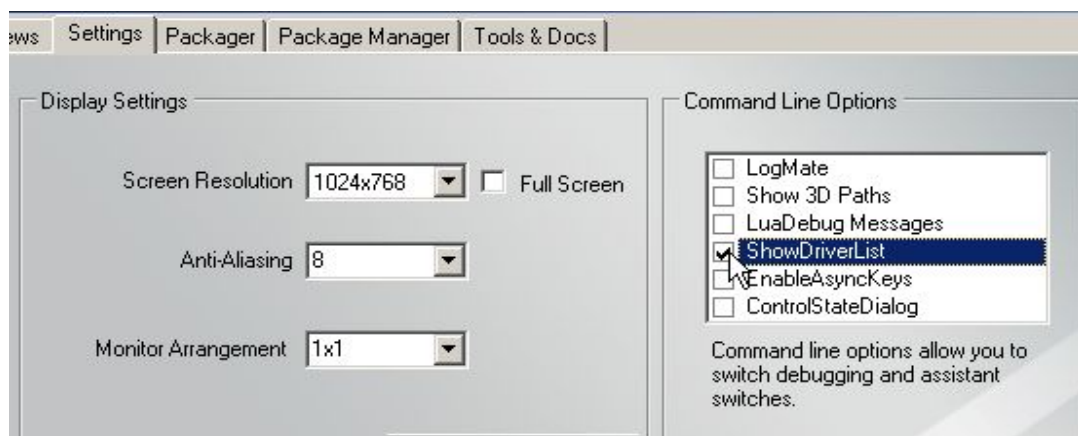 ews Settings Packager Package Manager Tools & Docs
Display Settings
Screen Resolution 1024x768 Full Screen
Anti-Aliasing 8
Monitor Arrangement 1x1
Command Line Options
LogMate
Show 3D Paths
LuaDebug Messages
ShowDriverList
EnableAsyncKeys
ControlStateDialog
Command line options allow you to
switch debugging and assistant
switches.